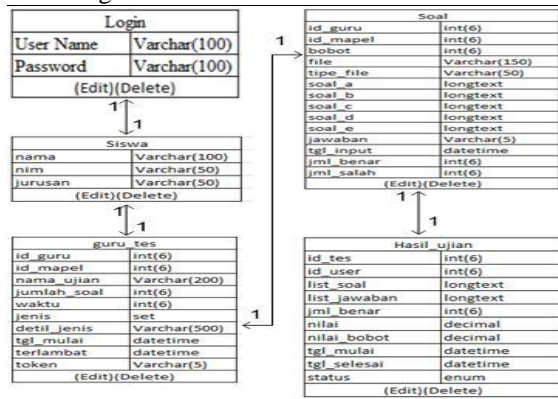 Login
User Name Varchar(100)
Password Varchar(100)
(Edit)(Delete)
1
1
Siswa
nama Varchar(100)
nim Varchar(50)
jurusan Varchar(50)
(Edit)(Delete)
1
1
guru_tes
id_guru int(6)
id_mapel int(6)
nama_ujian Varchar(200)
jumlah_soal int(6)
waktu int(6)
jenis set
detil_jenis Varchar(500)
tgl_mulai datetime
terlambat datetime
token Varchar(5)
(Edit)(Delete)
1
1
Soal
id_guru int(6)
id_mapel int(6)
bobot int(6)
file Varchar(150)
tipe_file Varchar(50)
soal_a longtext
soal_b longtext
soal_c longtext
soal_d longtext
soal_e longtext
jawaban Varchar(5)
tgl_input datetime
jml_benar int(6)
jml_salah int(6)
(Edit)(Delete)
1
1
Hasil_ujian
id_tes int(6)
id_user int(6)
list_soal longtext
list_jawaban longtext
jml_benar int(6)
nilai decimal
nilai_bobot decimal
tgl_mulai datetime
tgl_selesai datetime
status enum
(Edit)(Delete)